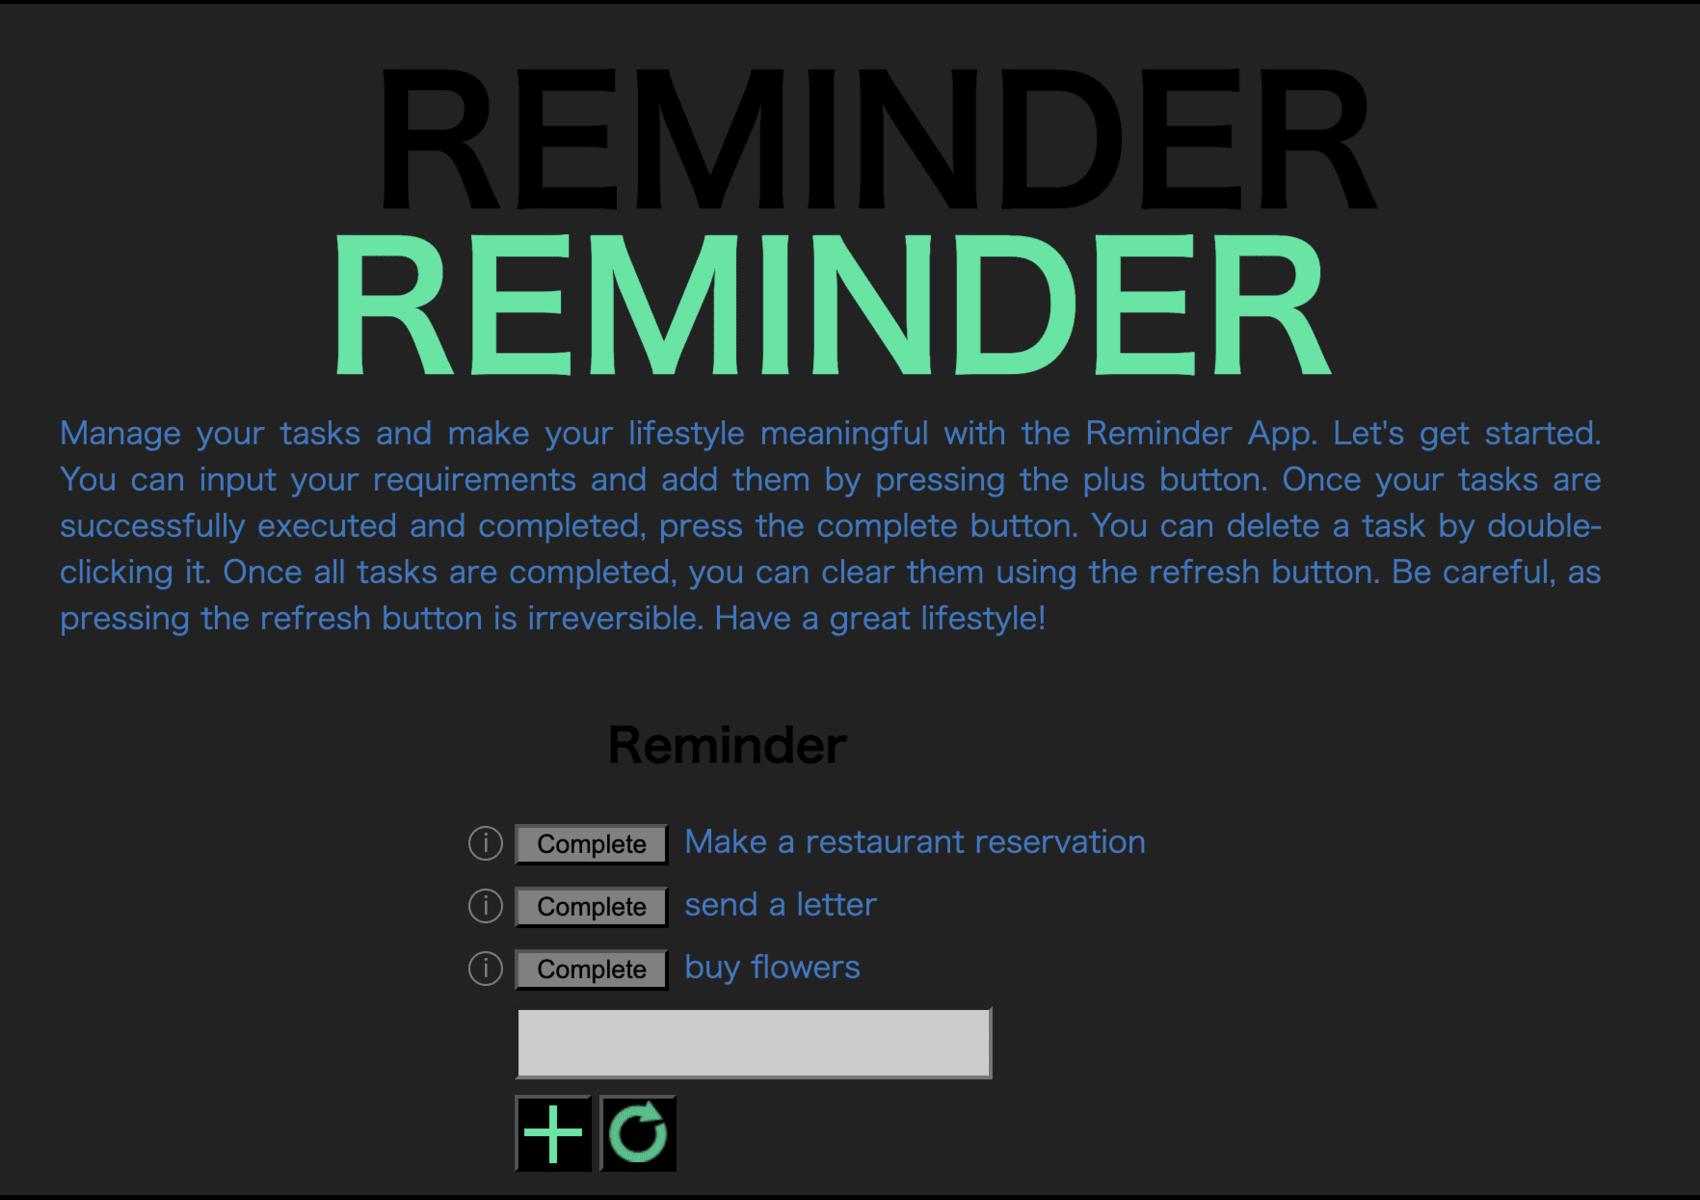 REMINDER
REMINDER
Manage your tasks and make your lifestyle meaningful with the Reminder App. Let's get started.
You can input your requirements and add them by pressing the plus button. Once your tasks are
successfully executed and completed, press the complete button. You can delete a task by double-
clicking it. Once all tasks are completed, you can clear them using the refresh button. Be careful, as
pressing the refresh button is irreversible. Have a great lifestyle!
Reminder
i Complete Make a restaurant reservation
i Complete send a letter
i Complete buy flowers